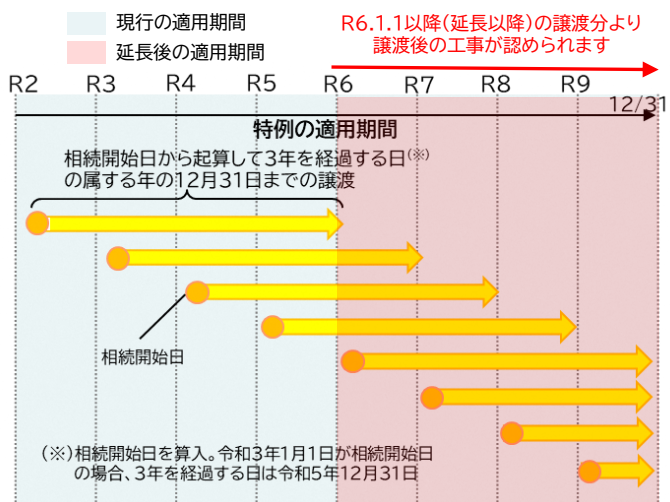 現行の適用期間
延長後の適用期間
R6.1.1以降(延長以降)の譲渡分より
譲渡後の工事が認められます
R2 R3 R4 R5 R6 R7 R8 R9
12/31
特例の適用期間
相続開始日から起算して3年を経過する日(※)
の属する年の12月31日までの譲渡
相続開始日
(※)相続開始日を算入。令和3年1月1日が相続開始日
の場合、3年を経過する日は令和5年12月31日